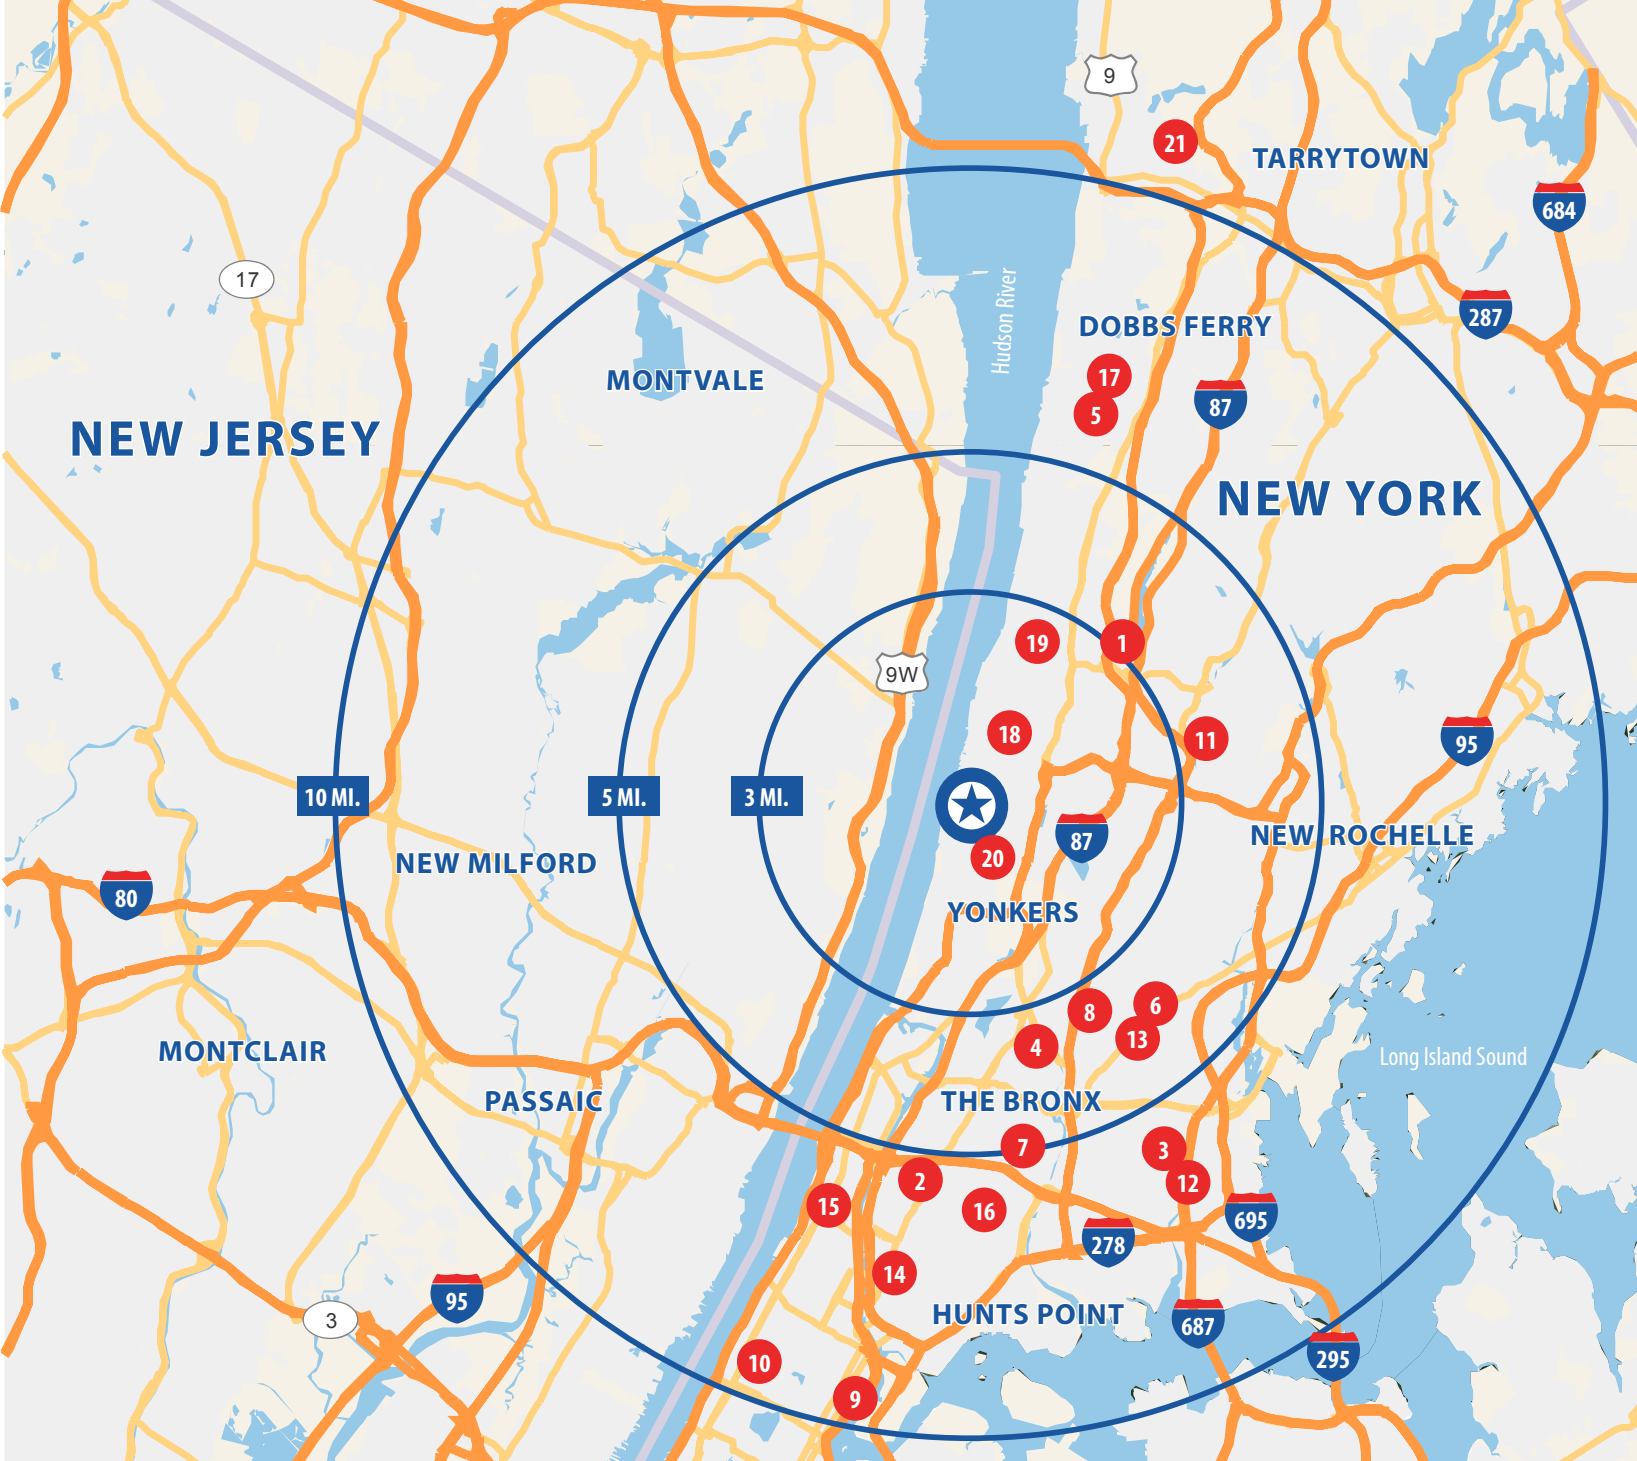 9
21
TARRYTOWN
684
17
Hudson River
287
DOBBS FERRY
MONTVALE
17
87
5
NEW JERSEY
NEW YORK
19
1
9W
18
11
95
10 MI.
5 MI.
3 MI.
87
NEW ROCHELLE
20
NEW MILFORD
80
YONKERS
6
8
13
4
MONTCLAIR
Long Island Sound
PASSAIC
THE BRONX
7
3
2
12
15
16
695
278
14
95
HUNTS POINT
3
687
10
295
9